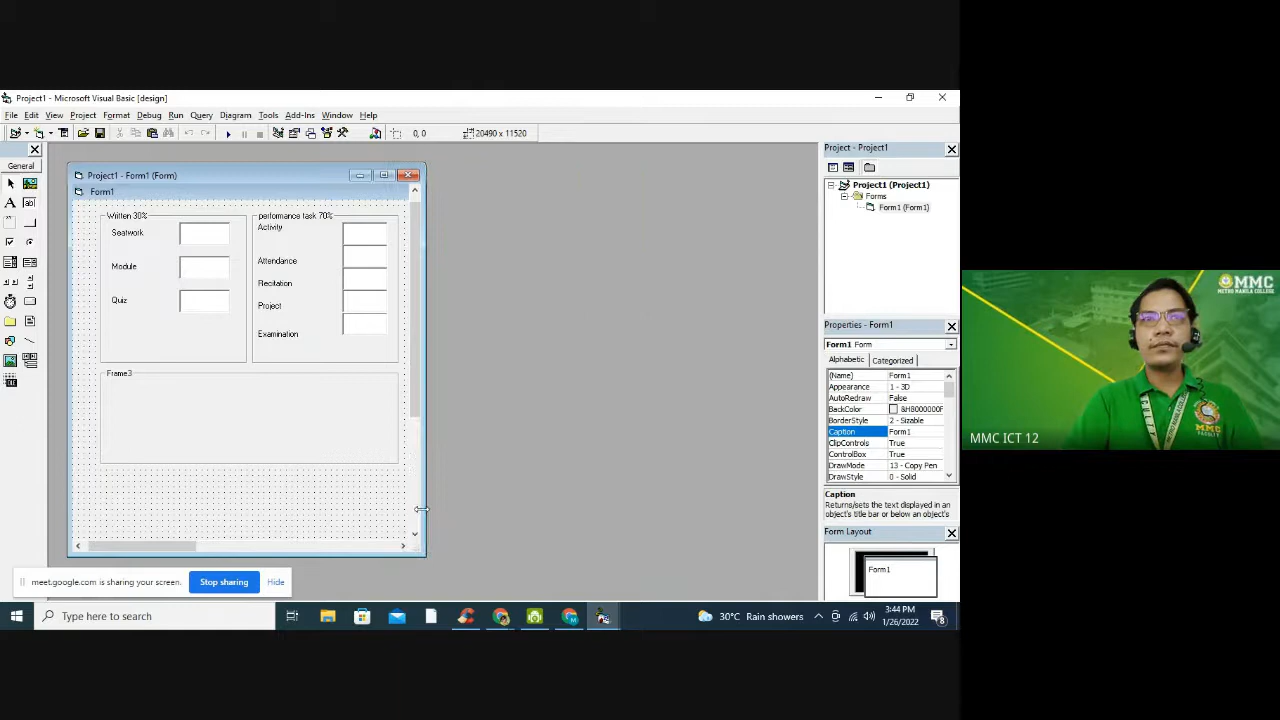 Project1 - Microsoft Visual Basic [design]
File Edit View Project Format Debug Run Query Diagram Tools Add-Ins Window Help
0, 0 20490 x 11520
General
Project1 - Form1 (Form)
Form1
Written 30%
Seatwork
Module
Quiz
performance task 70%
Activity
Attendance
Recitation
Project
Examination
Frame3
Project - Project1
Project1 (Project1)
Forms
Form1 (Form1)
Properties - Form1
Form1 Form
Alphabetic Categorized
(Name) Form1
Appearance 1 - 3D
AutoRedraw False
BackColor &H8000000F
BorderStyle 2 - Sizable
Caption Form1
ClipControls True
ControlBox True
DrawMode 13 - Copy Pen
DrawStyle 0 - Solid
Caption
Returns/sets the text displayed in an
object's title bar or below an object's
Form Layout
Form1
meet.google.com is sharing your screen. Stop sharing Hide
Type here to search
30°C Rain showers
3:44 PM
1/26/2022
8
MMC
METRO MANILA COLLEGE
MMC
FACULTY
MMC ICT 12